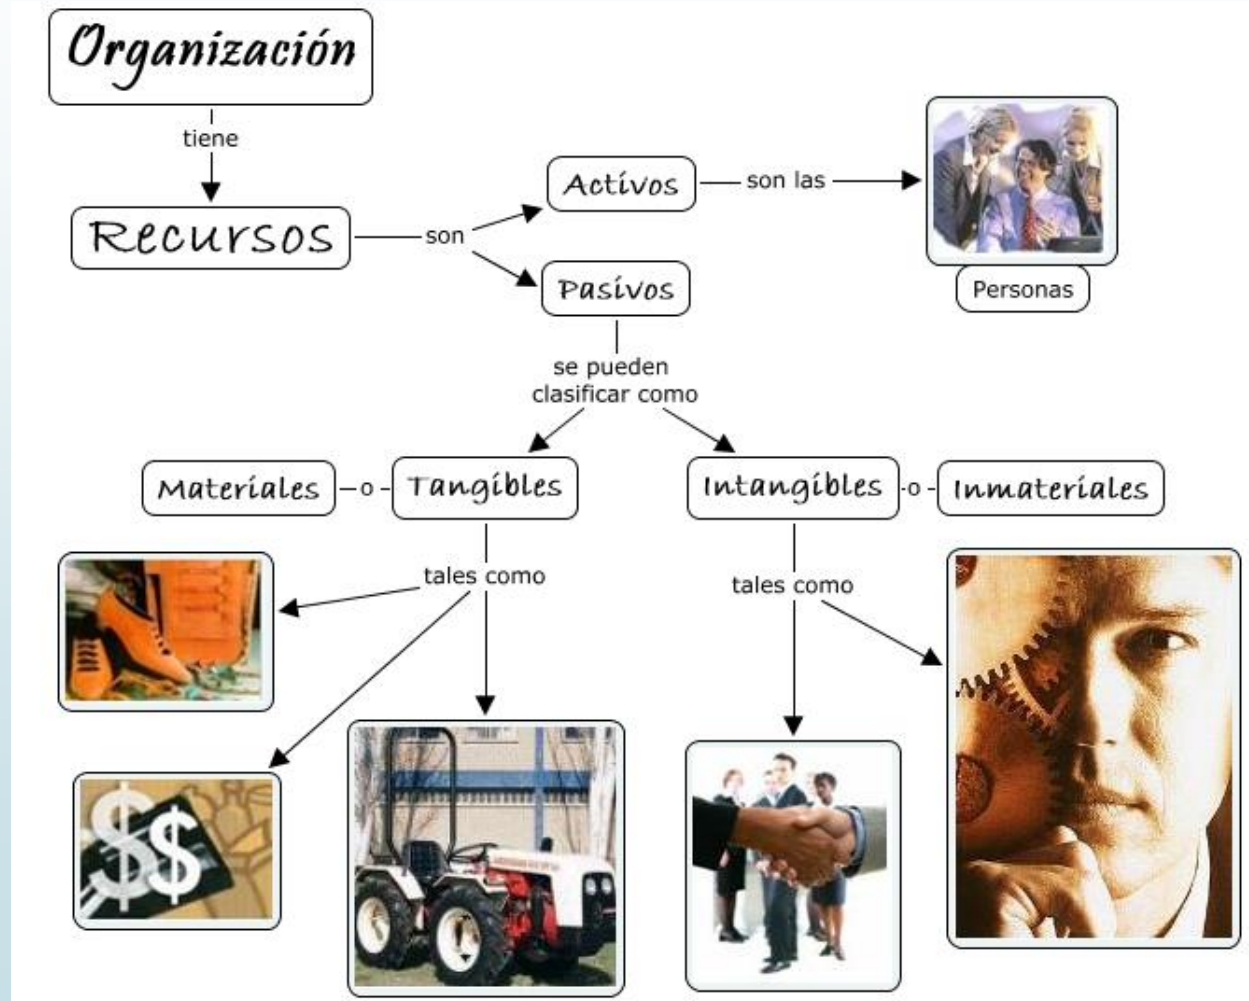 Organización
tiene
Recursos
son
Activos
son las
Personas
Pasivos
se pueden
clasificar como
Materiales
o
Tangibles
Intangibles
o
Inmateriales
tales como
tales como
$$